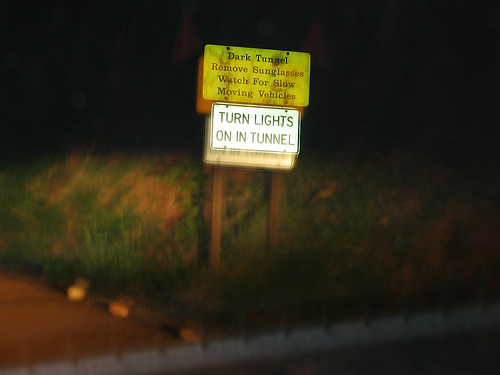 Dark Tunnel
Remove Sunglasses
Watch For Slow
Moving Vehicles
TURN LIGHTS
ON IN TUNNEL